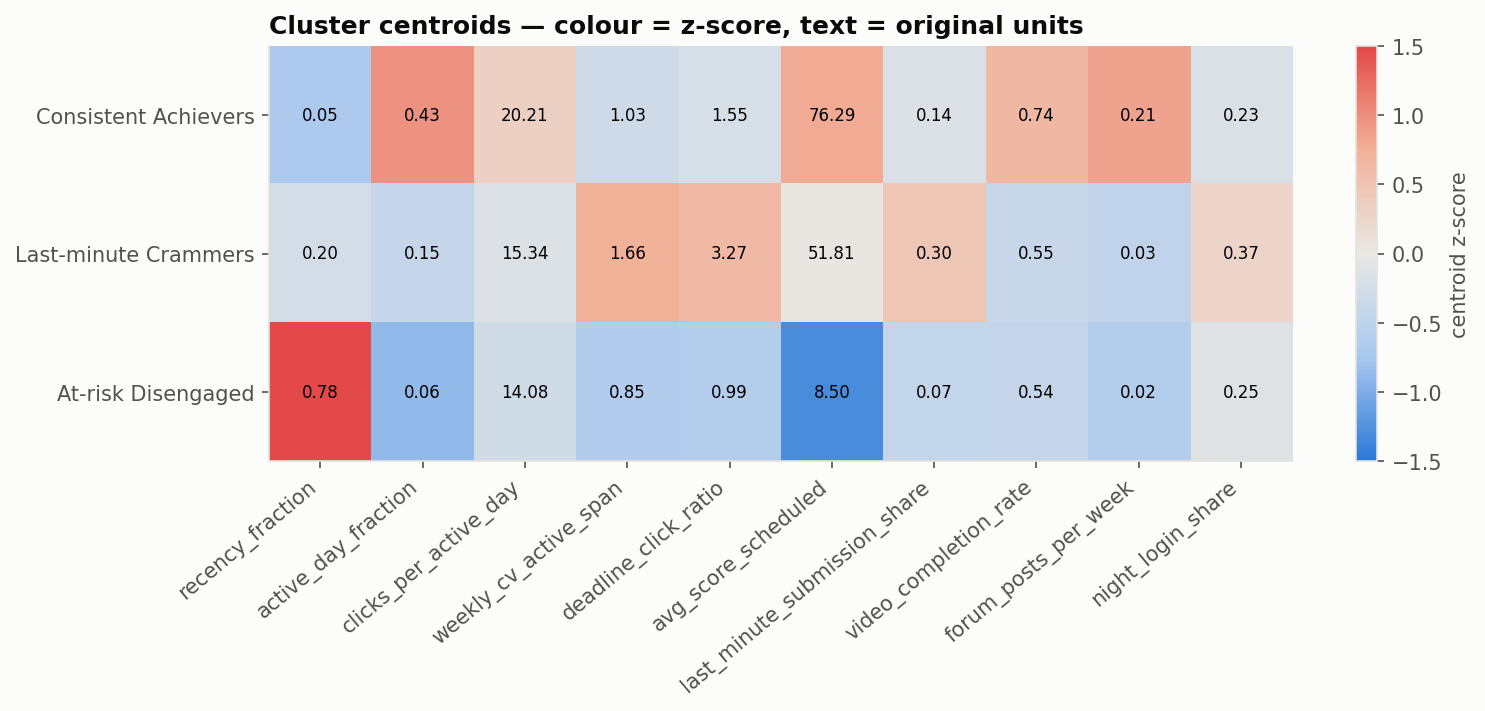 Cluster centroids — colour = z-score, text = original units
Consistent Achievers 0.05 0.43 20.21 1.03 1.55 76.29 0.14 0.74 0.21 0.23
Last-minute Crammers 0.20 0.15 15.34 1.66 3.27 51.81 0.30 0.55 0.03 0.37
At-risk Disengaged 0.78 0.06 14.08 0.85 0.99 8.50 0.07 0.54 0.02 0.25
recency_fraction
active_day_fraction
clicks_per_active_day
weekly_cv_active_span
deadline_click_ratio
avg_score_scheduled
last_minute_submission_share
video_completion_rate
forum_posts_per_week
night_login_share
1.5
1.0
0.5
0.0
−0.5
−1.0
−1.5
centroid z-score